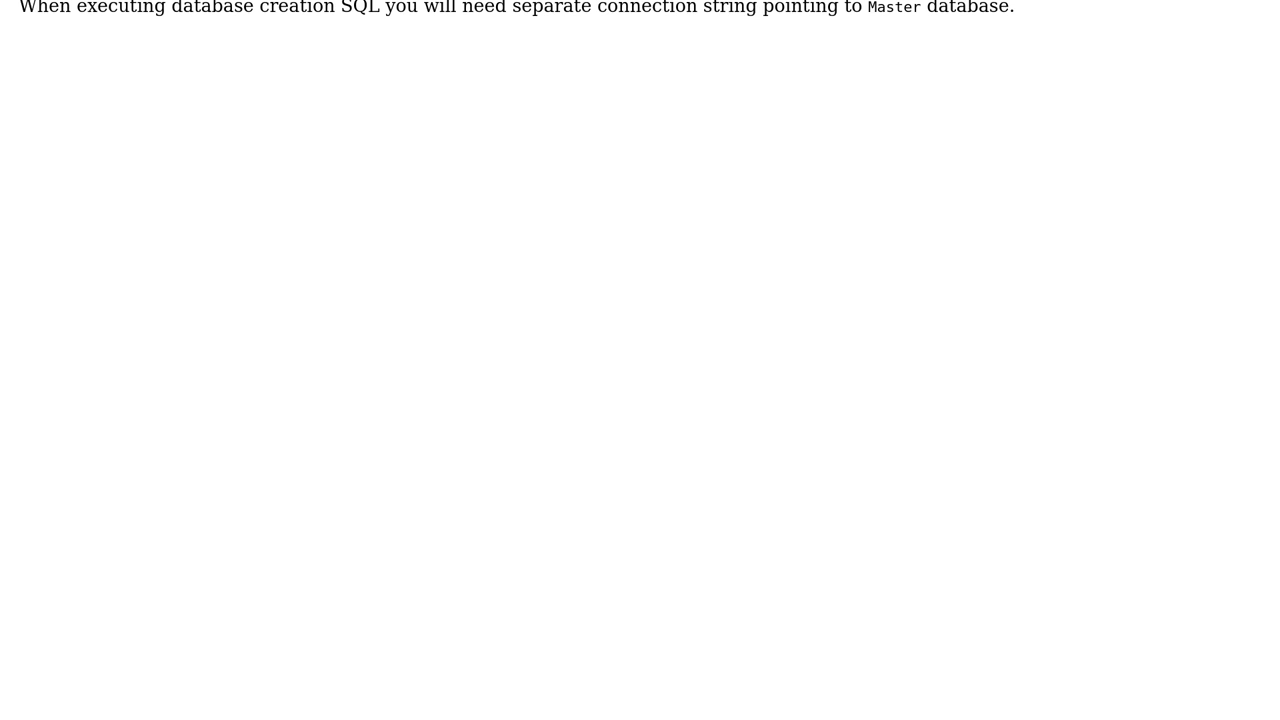 When executing database creation SQL you will need separate connection string pointing to Master database.